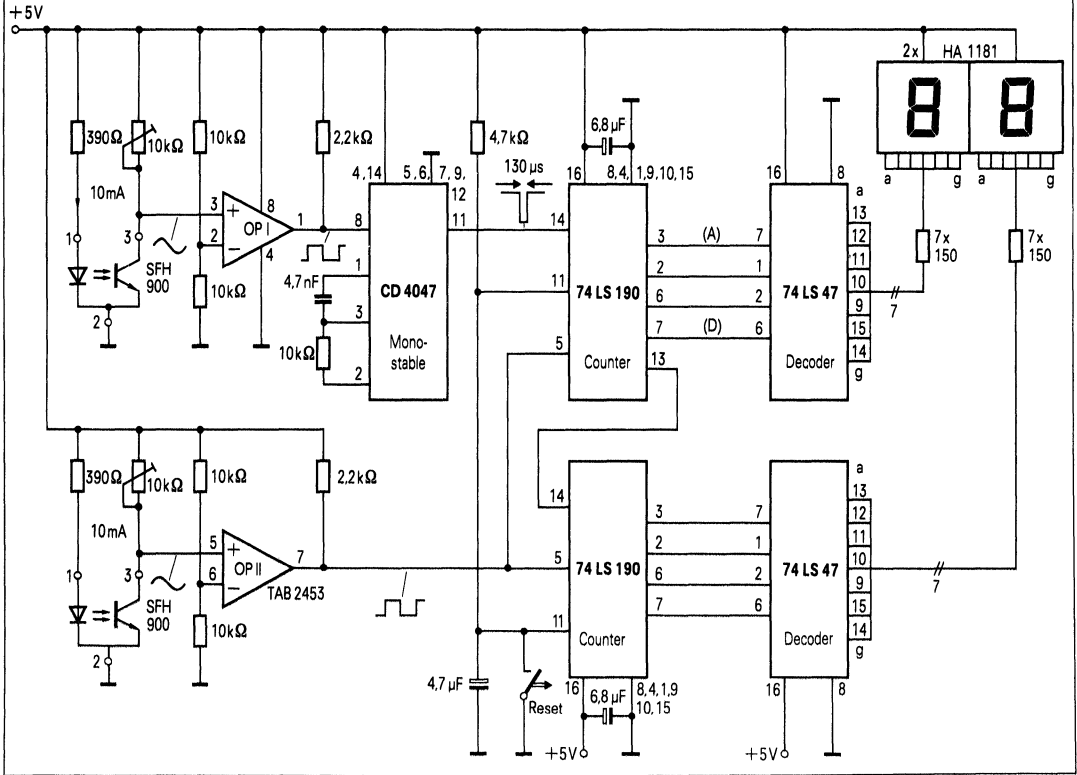 +5V
2x HA 1181
390Ω
10kΩ
10kΩ
2,2kΩ
4,7kΩ
6,8 µF
10mA
130 µs
4,14
5,6, 7, 9,
12
16
8,4, 1,9,10,15
16
8
a g a g
3
8
OP I
+
−
1
8
11
14
3 (A) 7
a
13
12
7x
150
7x
150
1
3
2
4
SFH
900
10kΩ
2
4,7nF
1
CD 4047
3
10kΩ
2
Mono-
stable
11
74 LS 190
2 1
6 2
7 (D) 6
5
Counter
13
74 LS 47
Decoder
11
10
9
15
14
g
7
390Ω
10kΩ
10kΩ
2,2kΩ
10mA
5
6
+
−
OP II
7
TAB 2453
1
3
SFH
900
10kΩ
2
14
5
74 LS 190
3 7
2 1
6 2
7 6
11
Counter
74 LS 47
Decoder
a
13
12
11
10
9
15
14
g
7
4,7 µF
Reset
16
6,8 µF
8,4,1,9
10,15
16
8
+5V
+5V